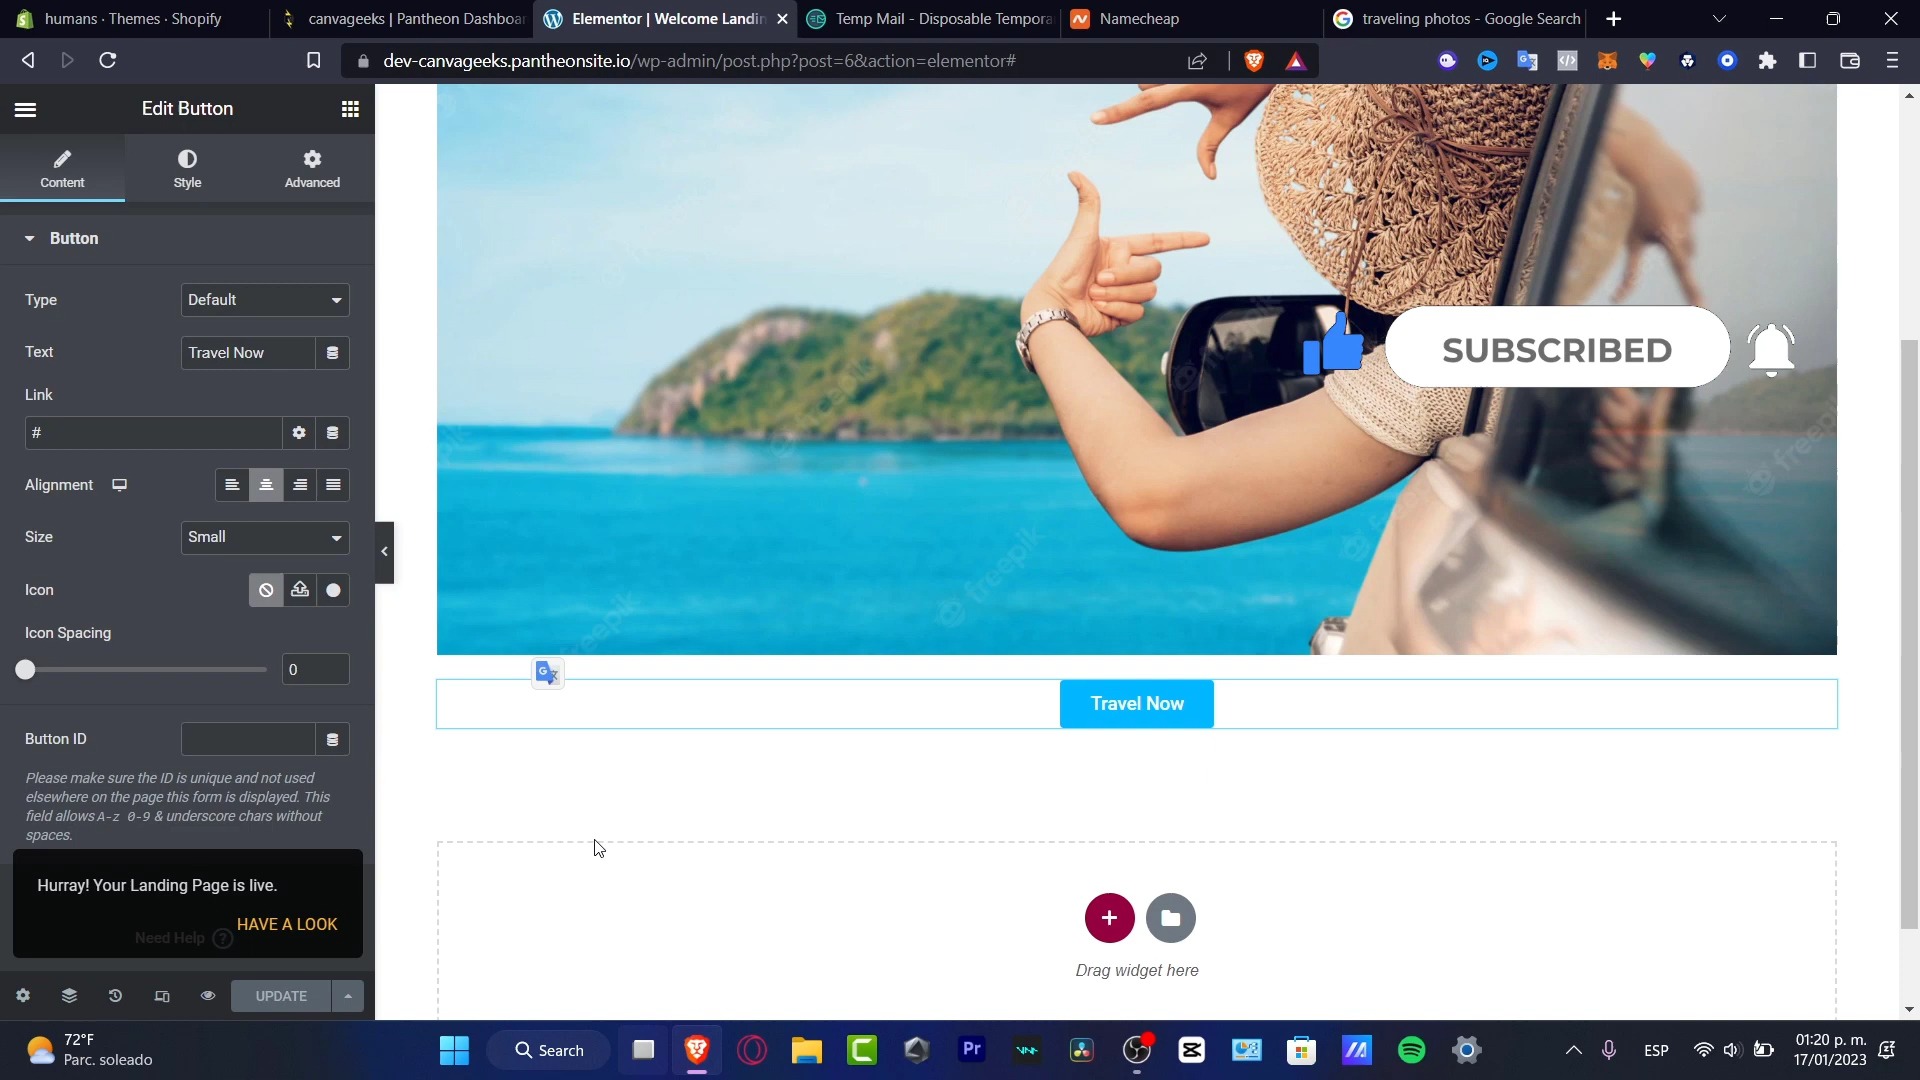 humans · Themes · Shopify
canvageeks | Pantheon Dashboar
Elementor | Welcome Landin
Temp Mail - Disposable Tempora
Namecheap
traveling photos - Google Search
dev-canvageeks.pantheonsite.io/wp-admin/post.php?post=6&action=elementor#
Edit Button
Content
Style
Advanced
Button
Type
Default
Text
Travel Now
Link
#
Alignment
Size
Small
Icon
Icon Spacing
0
Button ID
Please make sure the ID is unique and not used
elsewhere on the page this form is displayed. This
field allows A-z 0-9 & underscore chars without
spaces.
Hurray! Your Landing Page is live.
HAVE A LOOK
Need Help ?
UPDATE
SUBSCRIBED
freepik
Travel Now
Drag widget here
72°F
Parc. soleado
Search
Pr
ESP
01:20 p. m.
17/01/2023